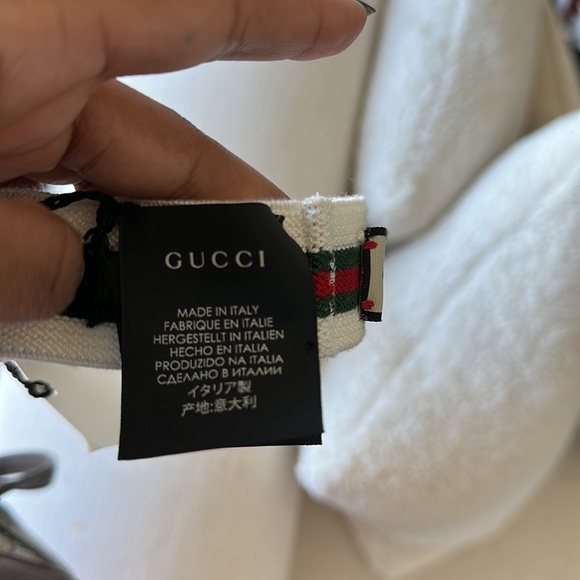 GUCCI
MADE IN ITALY
FABRIQUE EN ITALIE
HERGESTELLT IN ITALIEN
HECHO EN ITALIA
PRODUZIDO NA ITALIA
СДЕЛАНО В ИТАЛИИ
イタリア製
产地:意大利